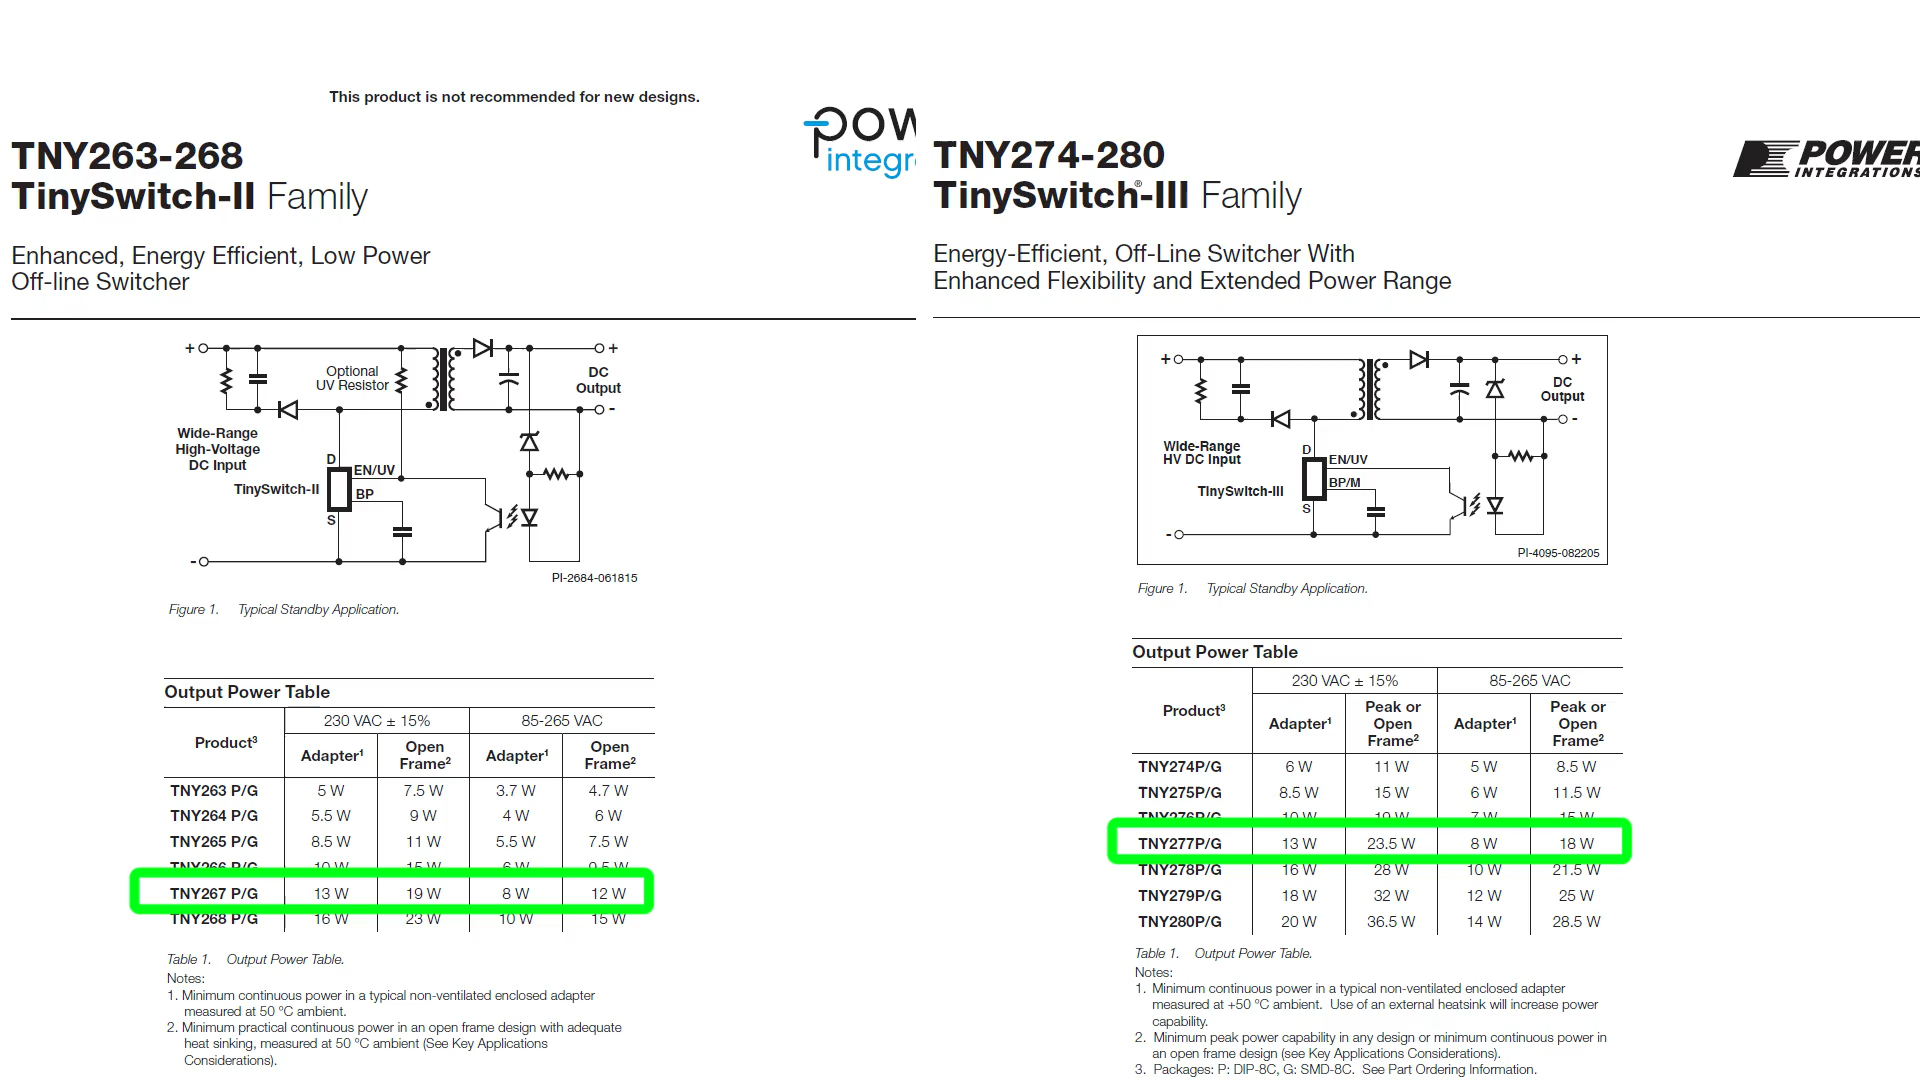 This product is not recommended for new designs.
pow
integr
TNY263-268
TinySwitch-II Family
Enhanced, Energy Efficient, Low Power
Off-line Switcher
+
Optional
UV Resistor
+
DC
Output
-
Wide-Range
High-Voltage
DC Input
D
EN/UV
TinySwitch-II
BP
S
-
PI-2684-061815
Figure 1. Typical Standby Application.
Output Power Table
Product³ 230 VAC ± 15% 85-265 VAC
Adapter¹ Open Frame² Adapter¹ Open Frame²
TNY263 P/G 5 W 7.5 W 3.7 W 4.7 W
TNY264 P/G 5.5 W 9 W 4 W 6 W
TNY265 P/G 8.5 W 11 W 5.5 W 7.5 W
TNY266 P/G 10 W 15 W 6 W 9.5 W
TNY267 P/G 13 W 19 W 8 W 12 W
TNY268 P/G 16 W 23 W 10 W 15 W
Table 1. Output Power Table.
Notes:
1. Minimum continuous power in a typical non-ventilated enclosed adapter
measured at 50 °C ambient.
2. Minimum practical continuous power in an open frame design with adequate
heat sinking, measured at 50 °C ambient (See Key Applications
Considerations).
TNY274-280
TinySwitch®-III Family
POWER
INTEGRATIONS
Energy-Efficient, Off-Line Switcher With
Enhanced Flexibility and Extended Power Range
+
+
DC
Output
-
Wide-Range
HV DC Input
D
EN/UV
BP/M
TinySwitch-III
S
-
PI-4095-082205
Figure 1. Typical Standby Application.
Output Power Table
Product³ 230 VAC ± 15% 85-265 VAC
Adapter¹ Peak or Open Frame² Adapter¹ Peak or Open Frame²
TNY274P/G 6 W 11 W 5 W 8.5 W
TNY275P/G 8.5 W 15 W 6 W 11.5 W
TNY276P/G 10 W 19 W 7 W 15 W
TNY277P/G 13 W 23.5 W 8 W 18 W
TNY278P/G 16 W 28 W 10 W 21.5 W
TNY279P/G 18 W 32 W 12 W 25 W
TNY280P/G 20 W 36.5 W 14 W 28.5 W
Table 1. Output Power Table.
Notes:
1. Minimum continuous power in a typical non-ventilated enclosed adapter
measured at +50 °C ambient. Use of an external heatsink will increase power
capability.
2. Minimum peak power capability in any design or minimum continuous power in
an open frame design (see Key Applications Considerations).
3. Packages: P: DIP-8C, G: SMD-8C. See Part Ordering Information.